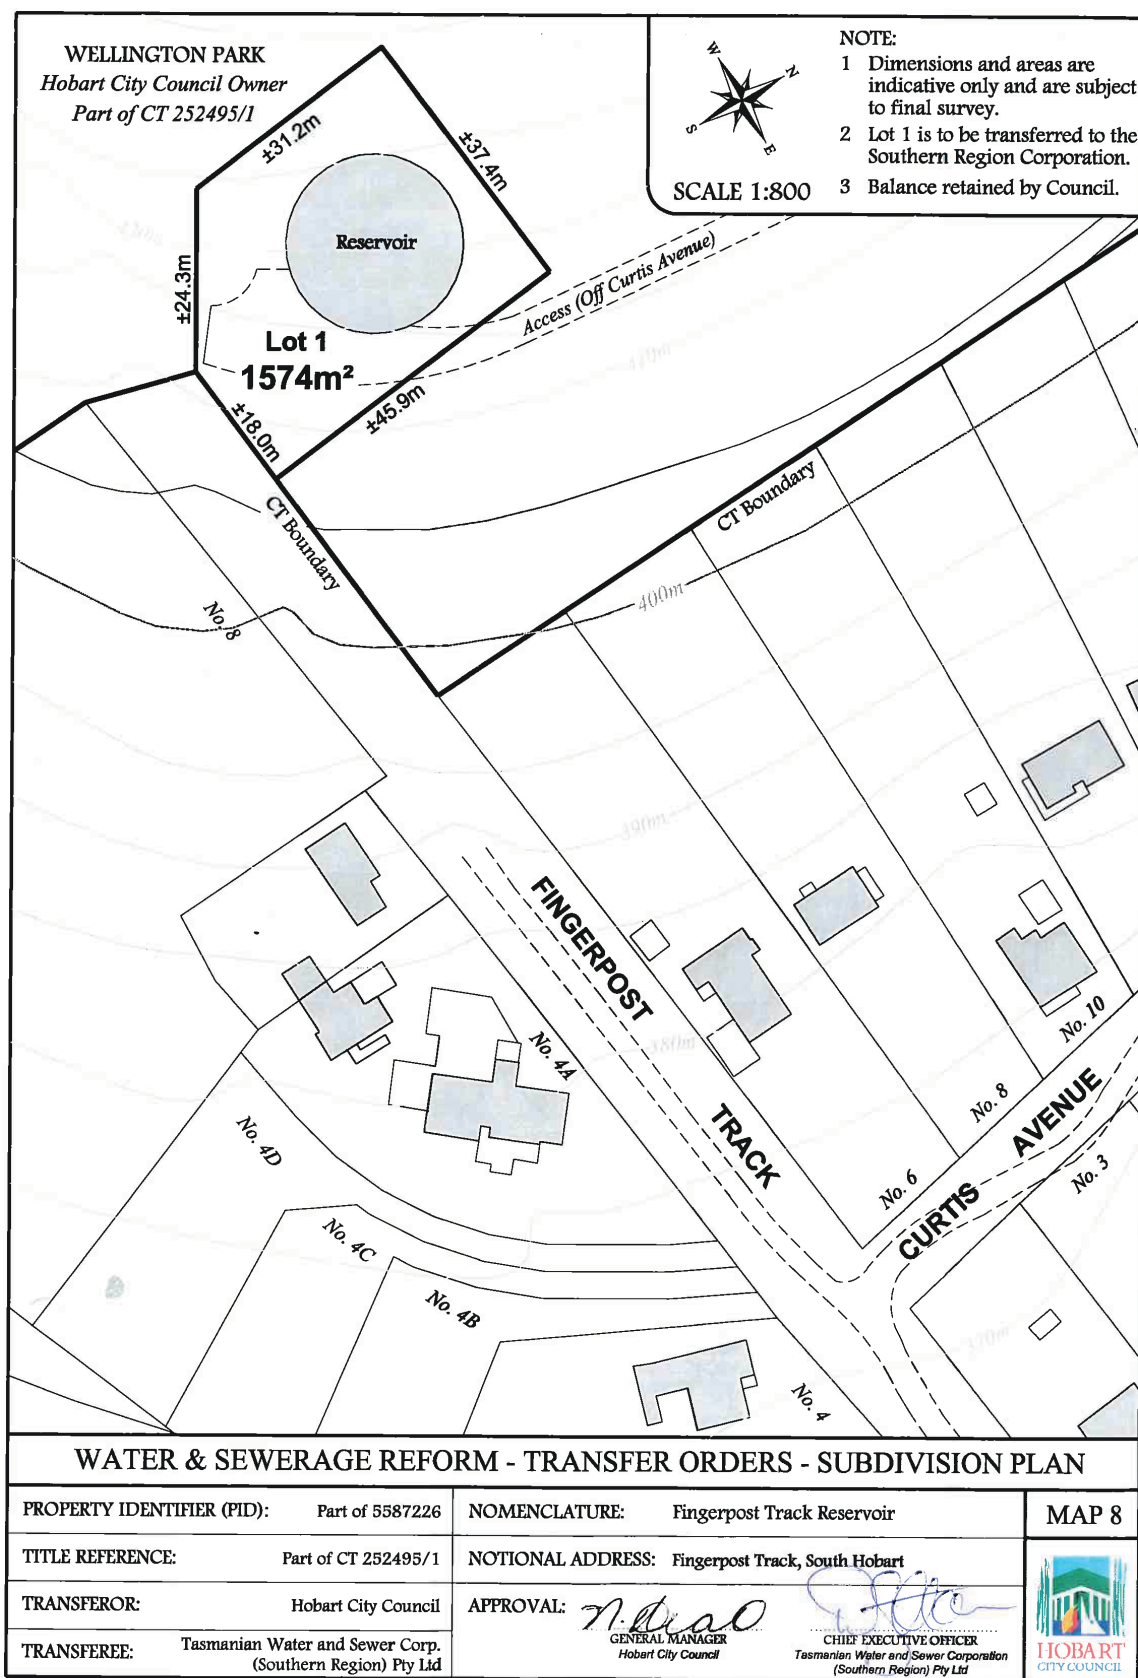 WELLINGTON PARK
Hobart City Council Owner
Part of CT 252495/1
W
N
S
E
SCALE 1:800
NOTE:
1 Dimensions and areas are
indicative only and are subject
to final survey.
2 Lot 1 is to be transferred to the
Southern Region Corporation.
3 Balance retained by Council.
±31.2m
±37.4m
Reservoir
±24.3m
Access (Off Curtis Avenue)
Lot 1
1574m²
±45.9m
±18.0m
420m
410m
CT Boundary
CT Boundary
400m
No. 8
390m
FINGERPOST
TRACK
380m
No. 4A
No. 10
No. 8
AVENUE
No. 3
No. 6
CURTIS
No. 4D
No. 4C
No. 4B
370m
No. 4
WATER & SEWERAGE REFORM - TRANSFER ORDERS - SUBDIVISION PLAN
PROPERTY IDENTIFIER (PID): Part of 5587226
NOMENCLATURE: Fingerpost Track Reservoir
MAP 8
TITLE REFERENCE: Part of CT 252495/1
NOTIONAL ADDRESS: Fingerpost Track, South Hobart
TRANSFEROR: Hobart City Council
APPROVAL:
GENERAL MANAGER
Hobart City Council
CHIEF EXECUTIVE OFFICER
Tasmanian Water and Sewer Corporation
(Southern Region) Pty Ltd
TRANSFEREE: Tasmanian Water and Sewer Corp.
(Southern Region) Pty Ltd
HOBART
CITY COUNCIL